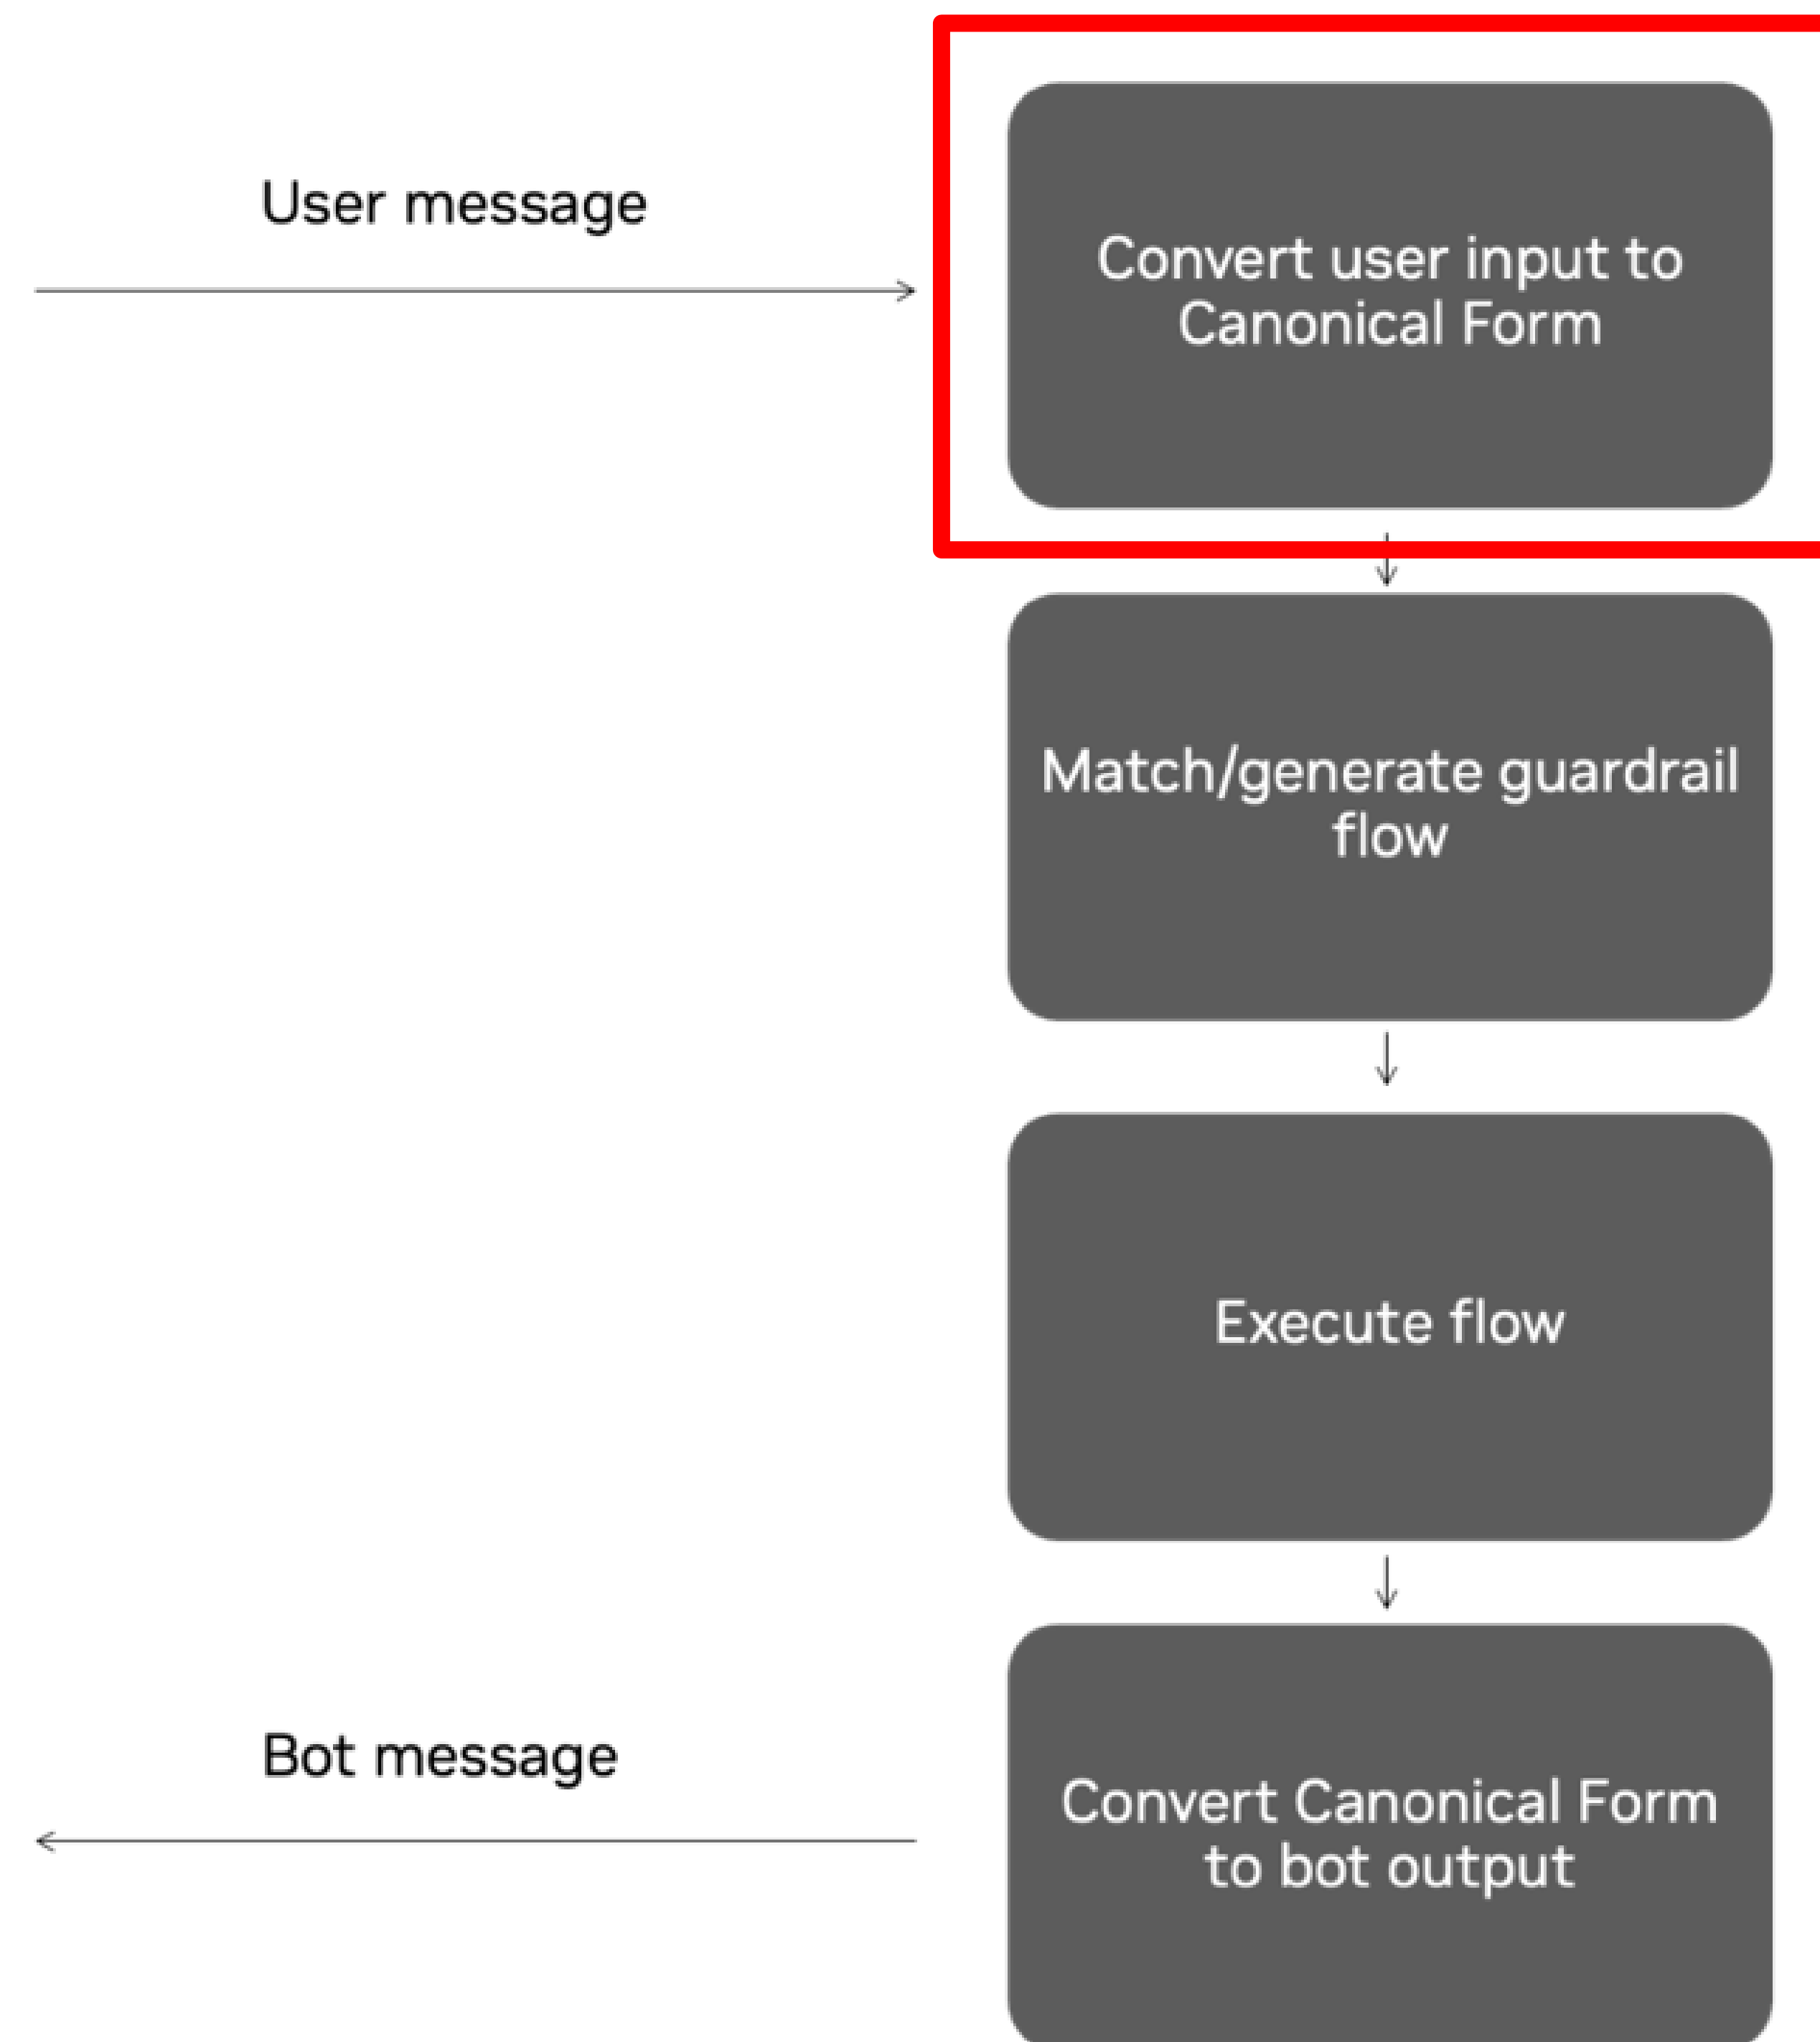 User message
Convert user input to
Canonical Form
Match/generate guardrail
flow
Execute flow
Bot message
Convert Canonical Form
to bot output